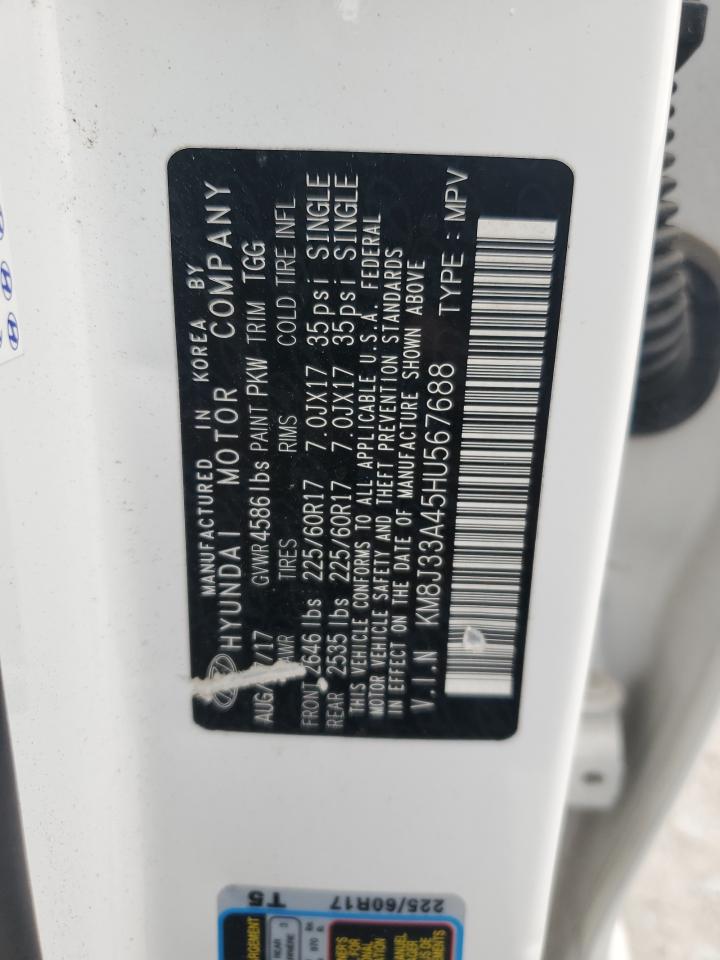 MANUFACTURED IN KOREA BY
HYUNDAI MOTOR COMPANY
AUG/ /17 GVWR 4586 lbs PAINT PKW TRIM TGG
TIRES RIMS COLD TIRE INFL
FRONT 2646 lbs 225/60R17 7.0JX17 35psi SINGLE
REAR 2535 lbs 225/60R17 7.0JX17 35psi SINGLE
THIS VEHICLE CONFORMS TO ALL APPLICABLE U.S.A. FEDERAL
MOTOR VEHICLE SAFETY AND THEFT PREVENTION STANDARDS
IN EFFECT ON THE DATE OF MANUFACTURE SHOWN ABOVE
V.I.N KM8J33A45HU567688 TYPE : MPV
225/60R17
REAR